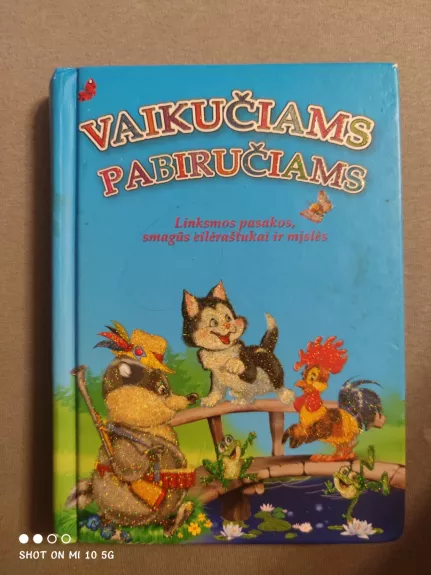 VAIKUČIAMS
PABIRUČIAMS
Linksmos pasakos,
smagūs eilėraštukai ir mįslės
SHOT ON MI 10 5G